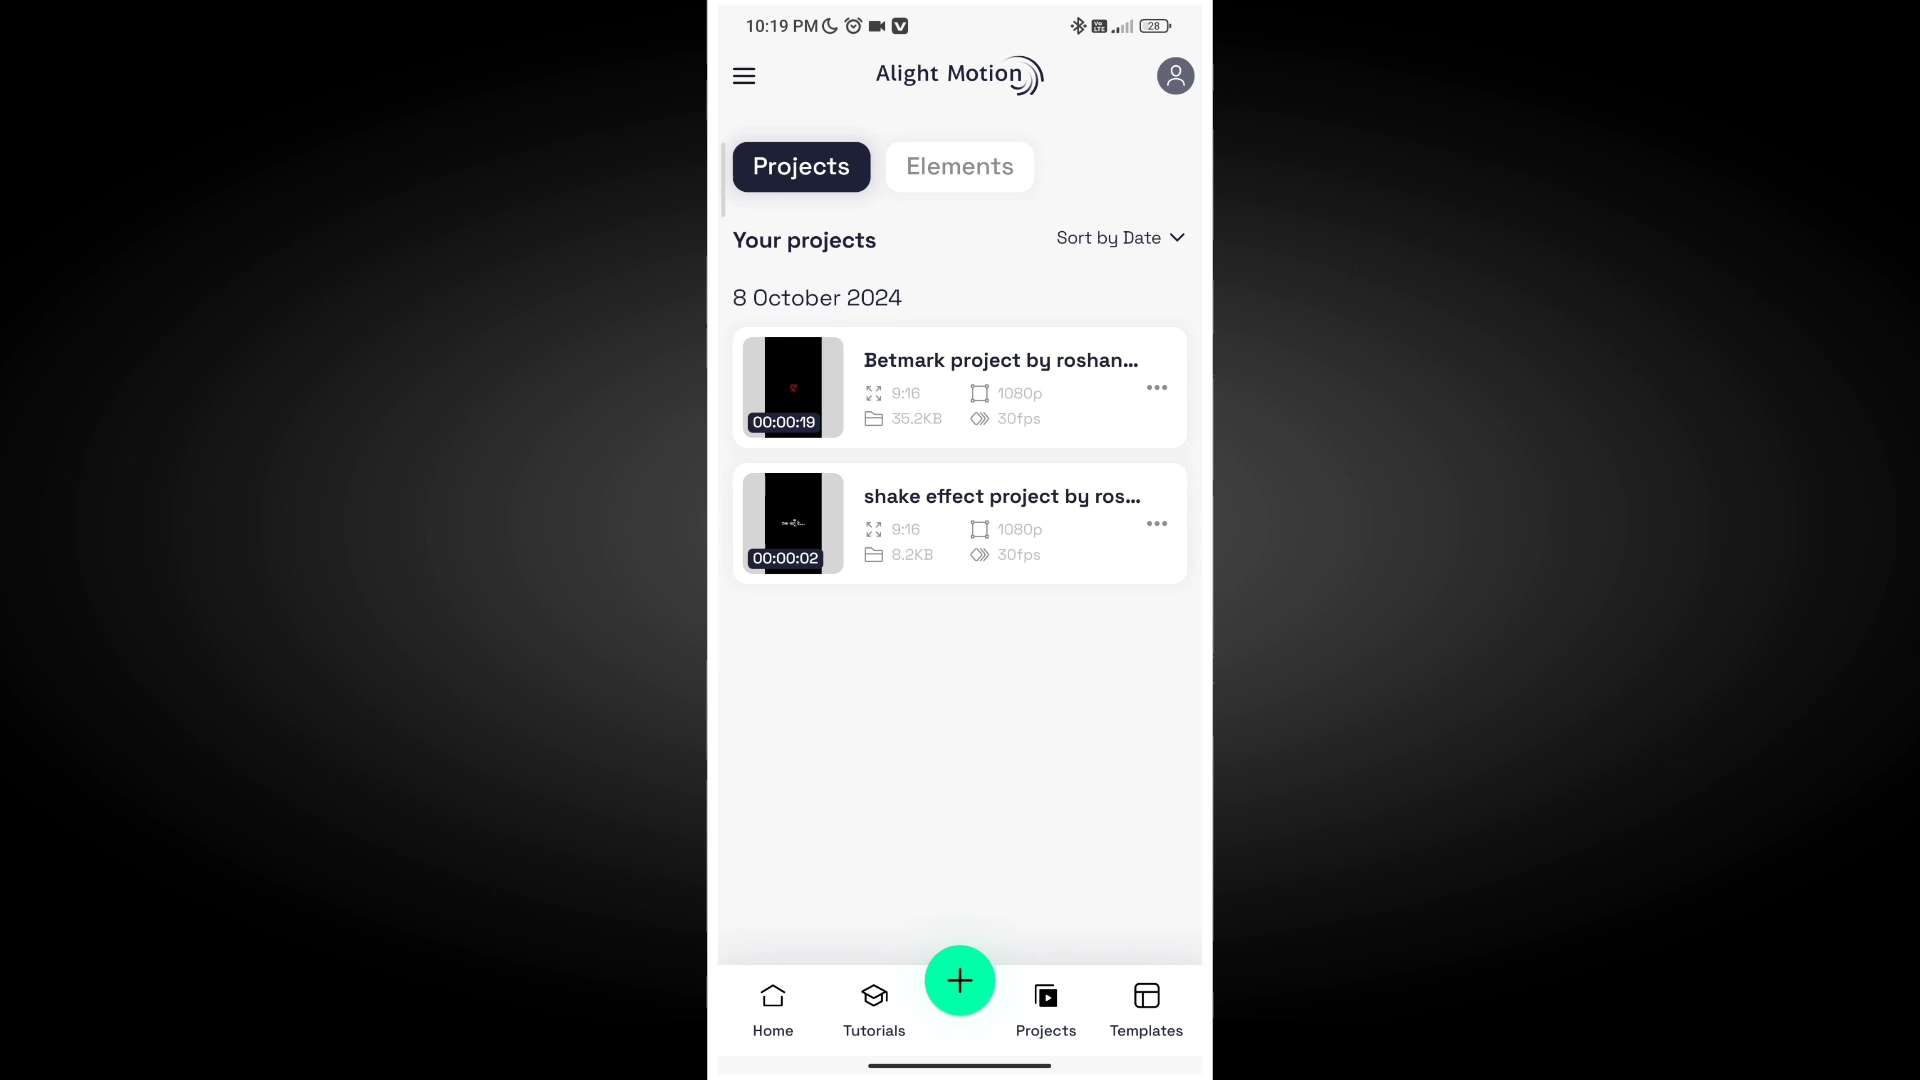 10:19 PM
28
Alight Motion
Projects
Elements
Your projects
Sort by Date
8 October 2024
Betmark project by roshan...
9:16
1080p
00:00:19
35.2KB
30fps
shake effect project by ros...
9:16
1080p
00:00:02
8.2KB
30fps
Home
Tutorials
Projects
Templates